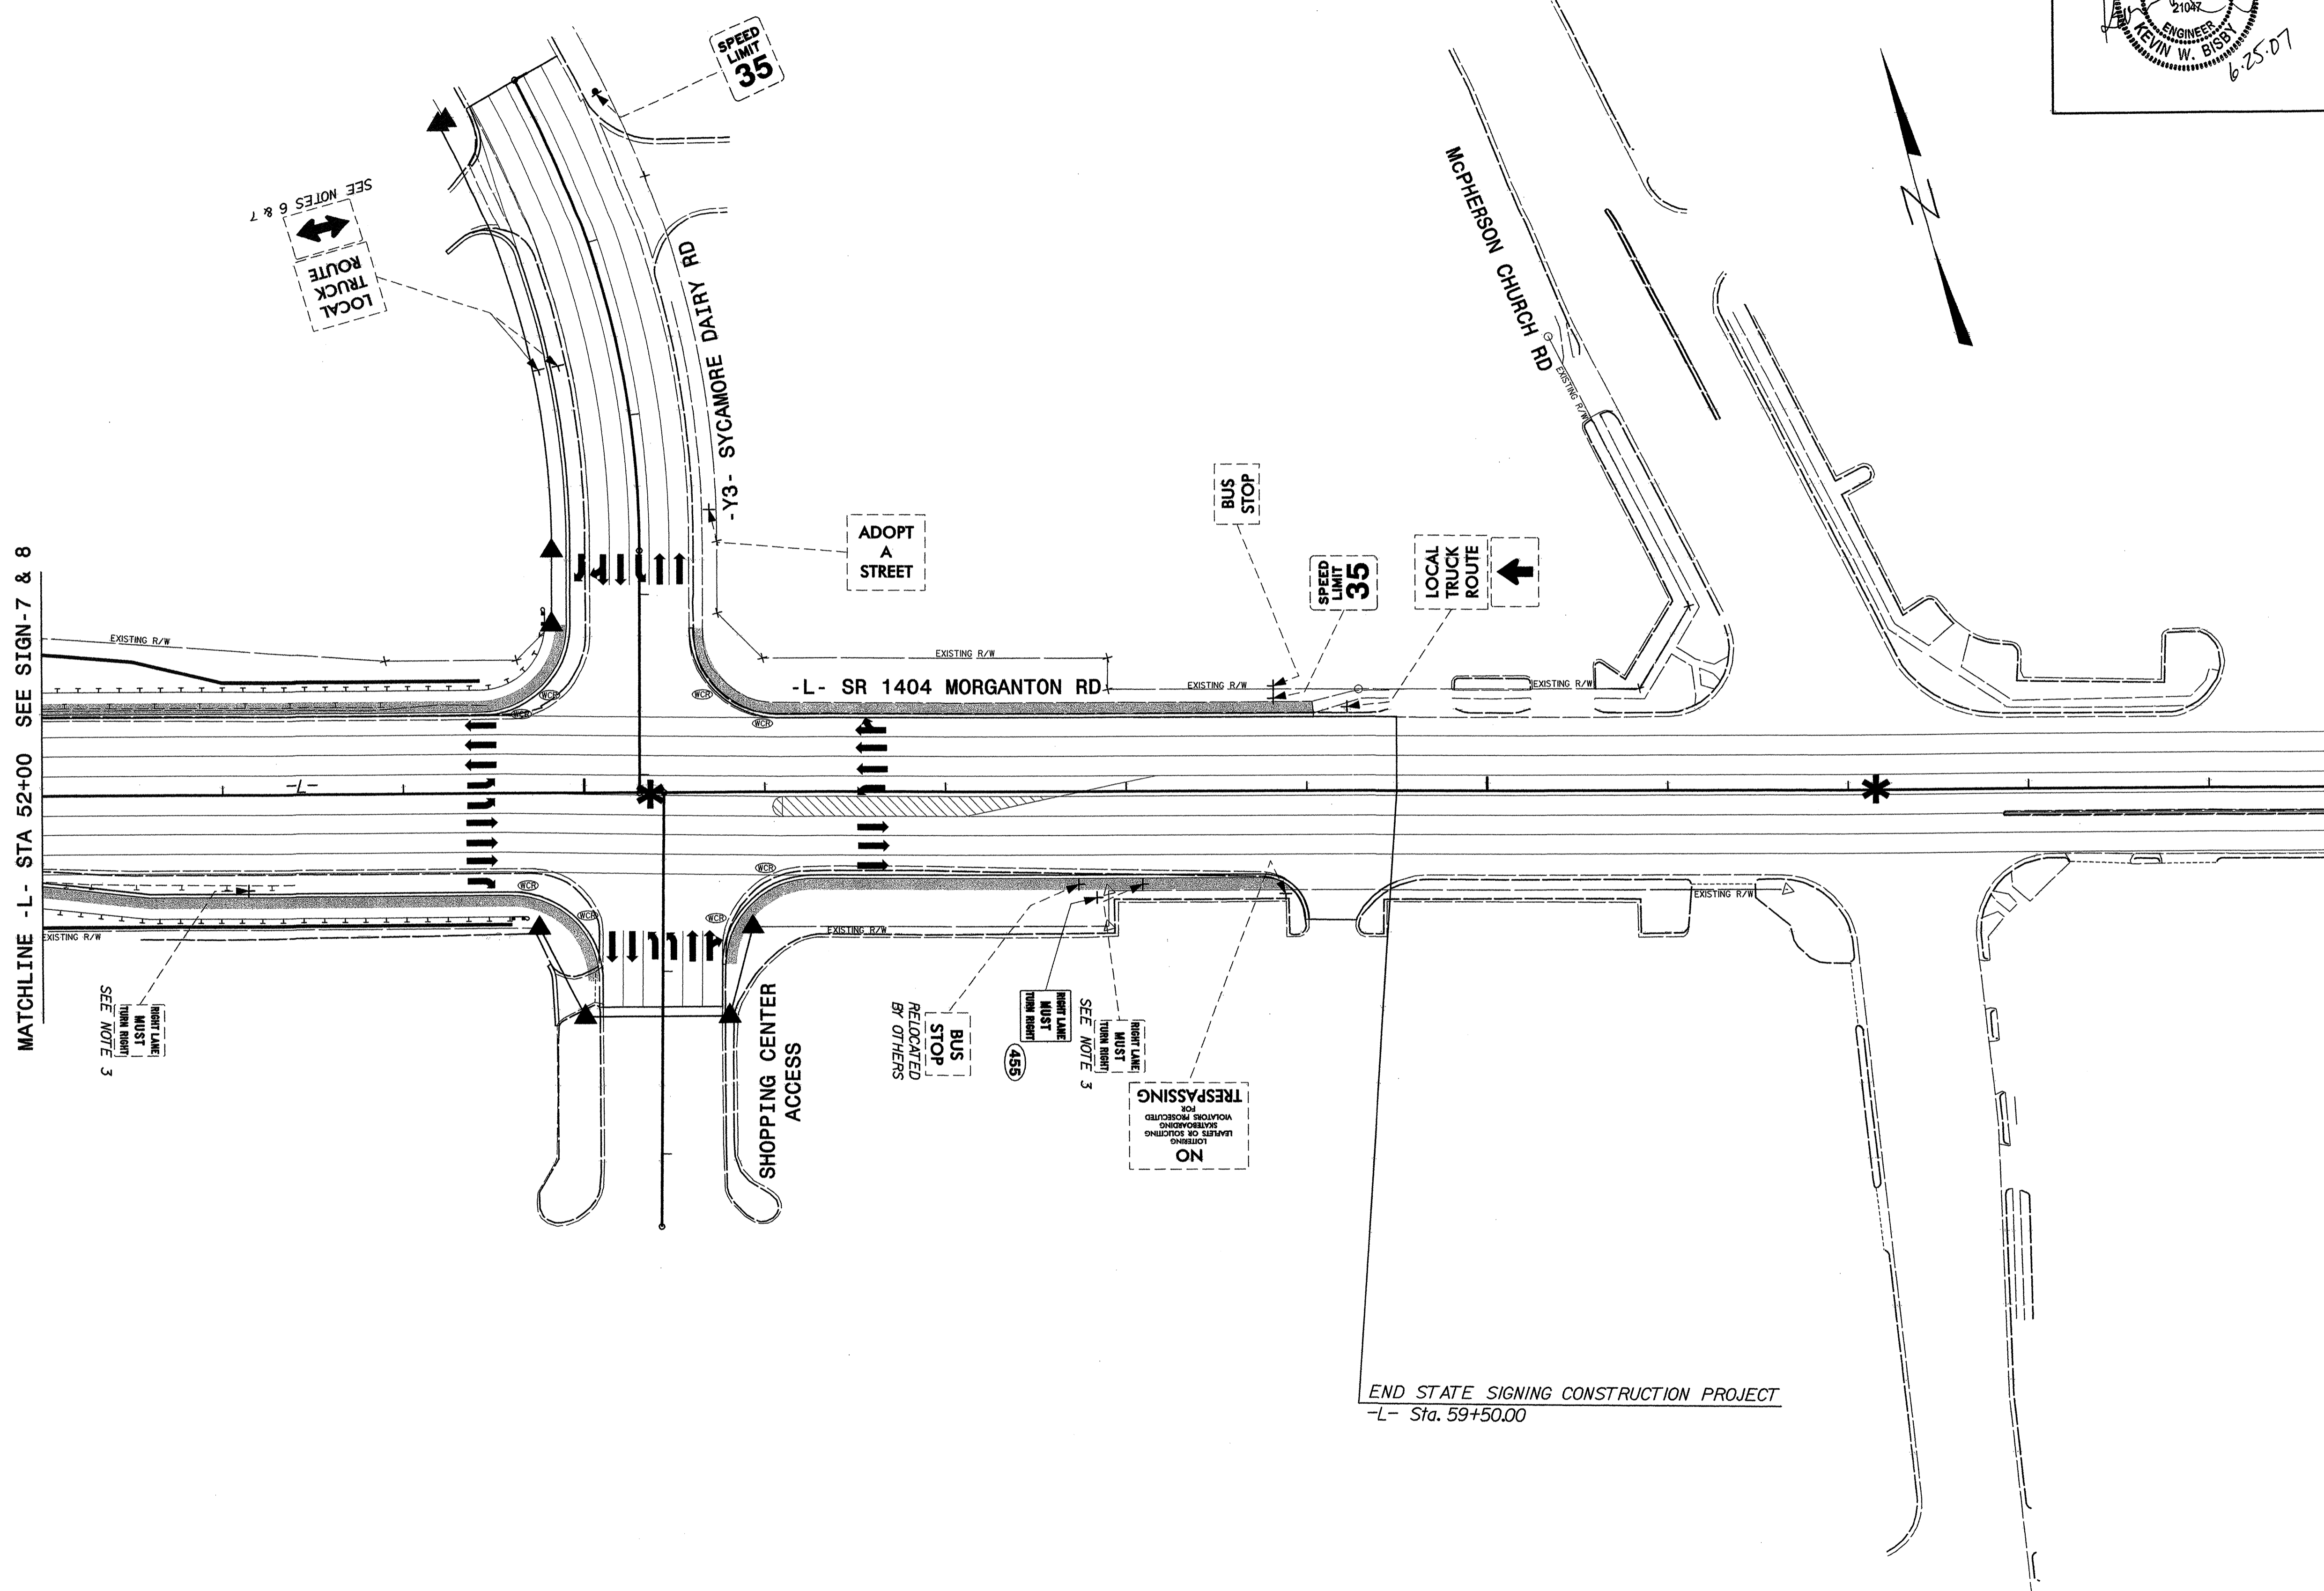 21047
ENGINEER
KEVIN W. BISBY
6-25-07
SPEED
LIMIT
35
SEE NOTES 6 & 7
LOCAL
TRUCK
ROUTE
-Y3- SYCAMORE DAIRY RD
McPHERSON CHURCH RD
EXISTING R/W
N
ADOPT
A
STREET
BUS
STOP
SPEED
LIMIT
35
LOCAL
TRUCK
ROUTE
MATCHLINE -L- STA 52+00 SEE SIGN-7 & 8
EXISTING R/W
EXISTING R/W
-L- SR 1404 MORGANTON RD
EXISTING R/W
EXISTING R/W
WCR
WCR
WCR
WCR
-L-
WCR
WCR
WCR
WCR
EXISTING R/W
EXISTING R/W
EXISTING R/W
RIGHT LANE
MUST
TURN RIGHT
SEE NOTE 3
SHOPPING CENTER
ACCESS
BUS
STOP
RELOCATED
BY OTHERS
RIGHT LANE
MUST
TURN RIGHT
455
RIGHT LANE
MUST
TURN RIGHT
SEE NOTE 3
NO
LOITERING
LEAFLETS OR SOLICITING
SKATEBOARDING
VIOLATORS PROSECUTED
FOR
TRESPASSING
END STATE SIGNING CONSTRUCTION PROJECT
-L- Sta. 59+50.00